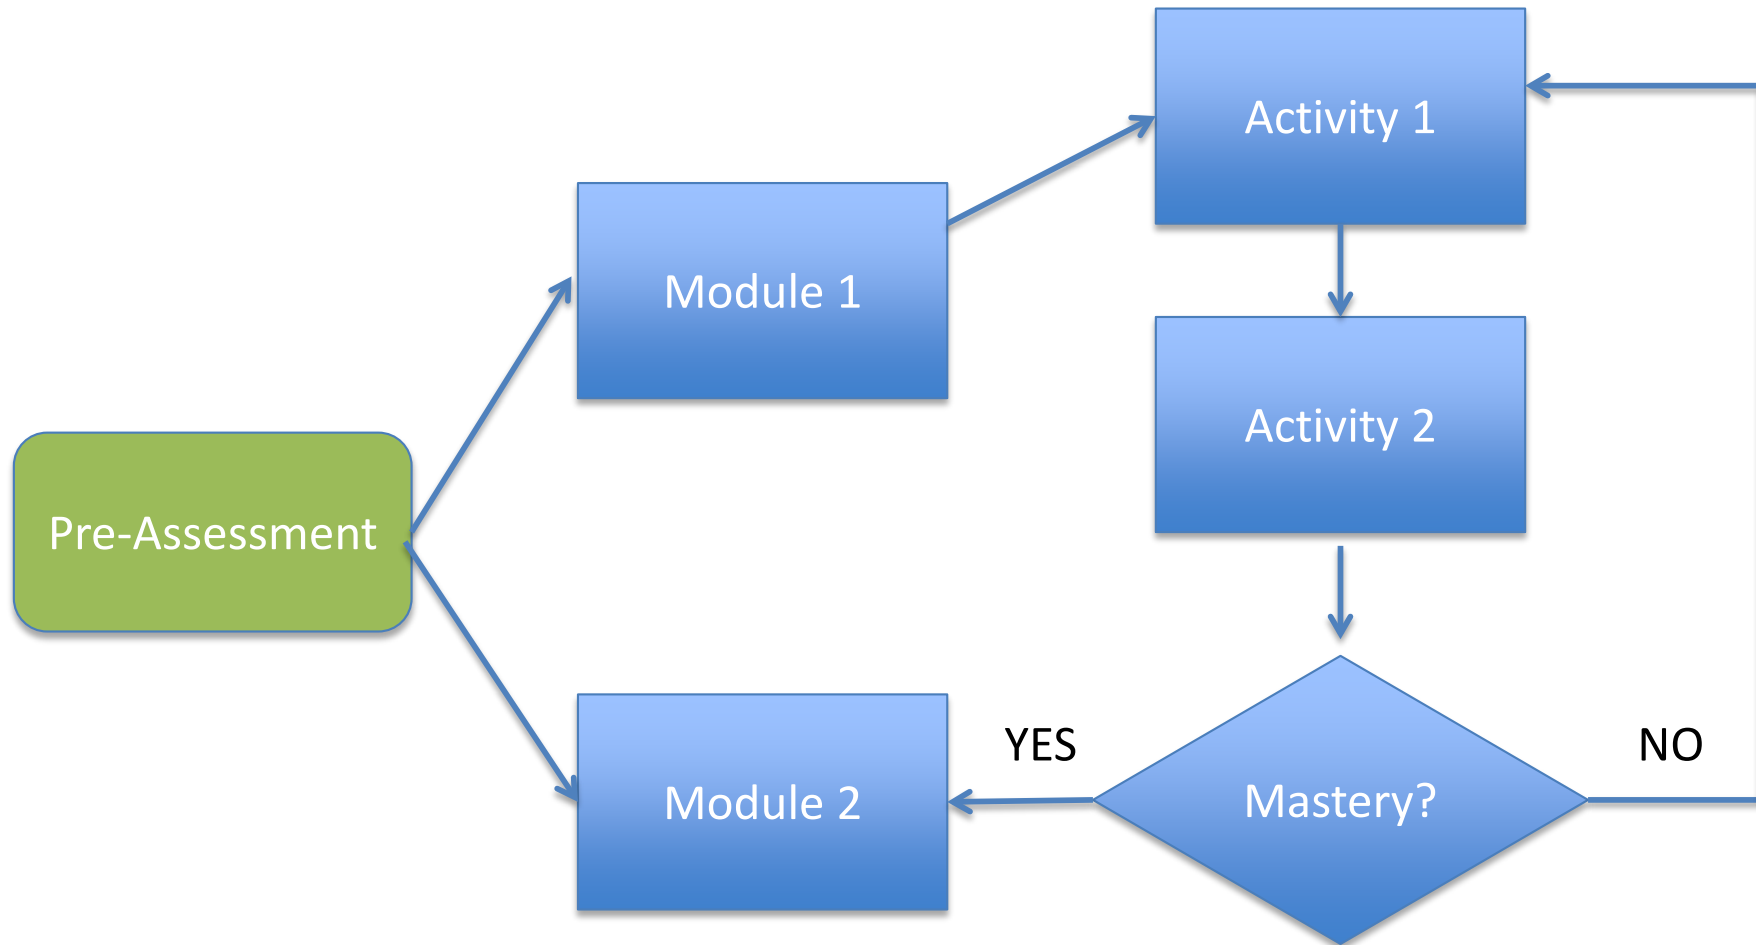 Activity 1
Module 1
Activity 2
Pre-Assessment
YES
NO
Module 2
Mastery?